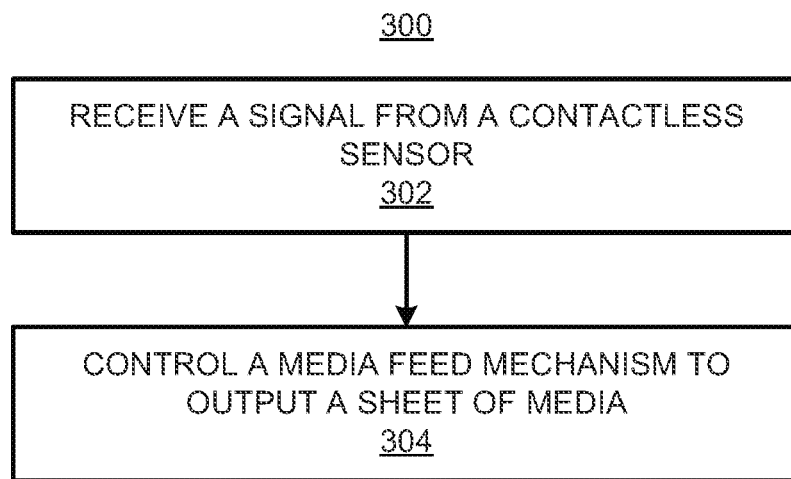 300
RECEIVE A SIGNAL FROM A CONTACTLESS
SENSOR
302
CONTROL A MEDIA FEED MECHANISM TO
OUTPUT A SHEET OF MEDIA
304